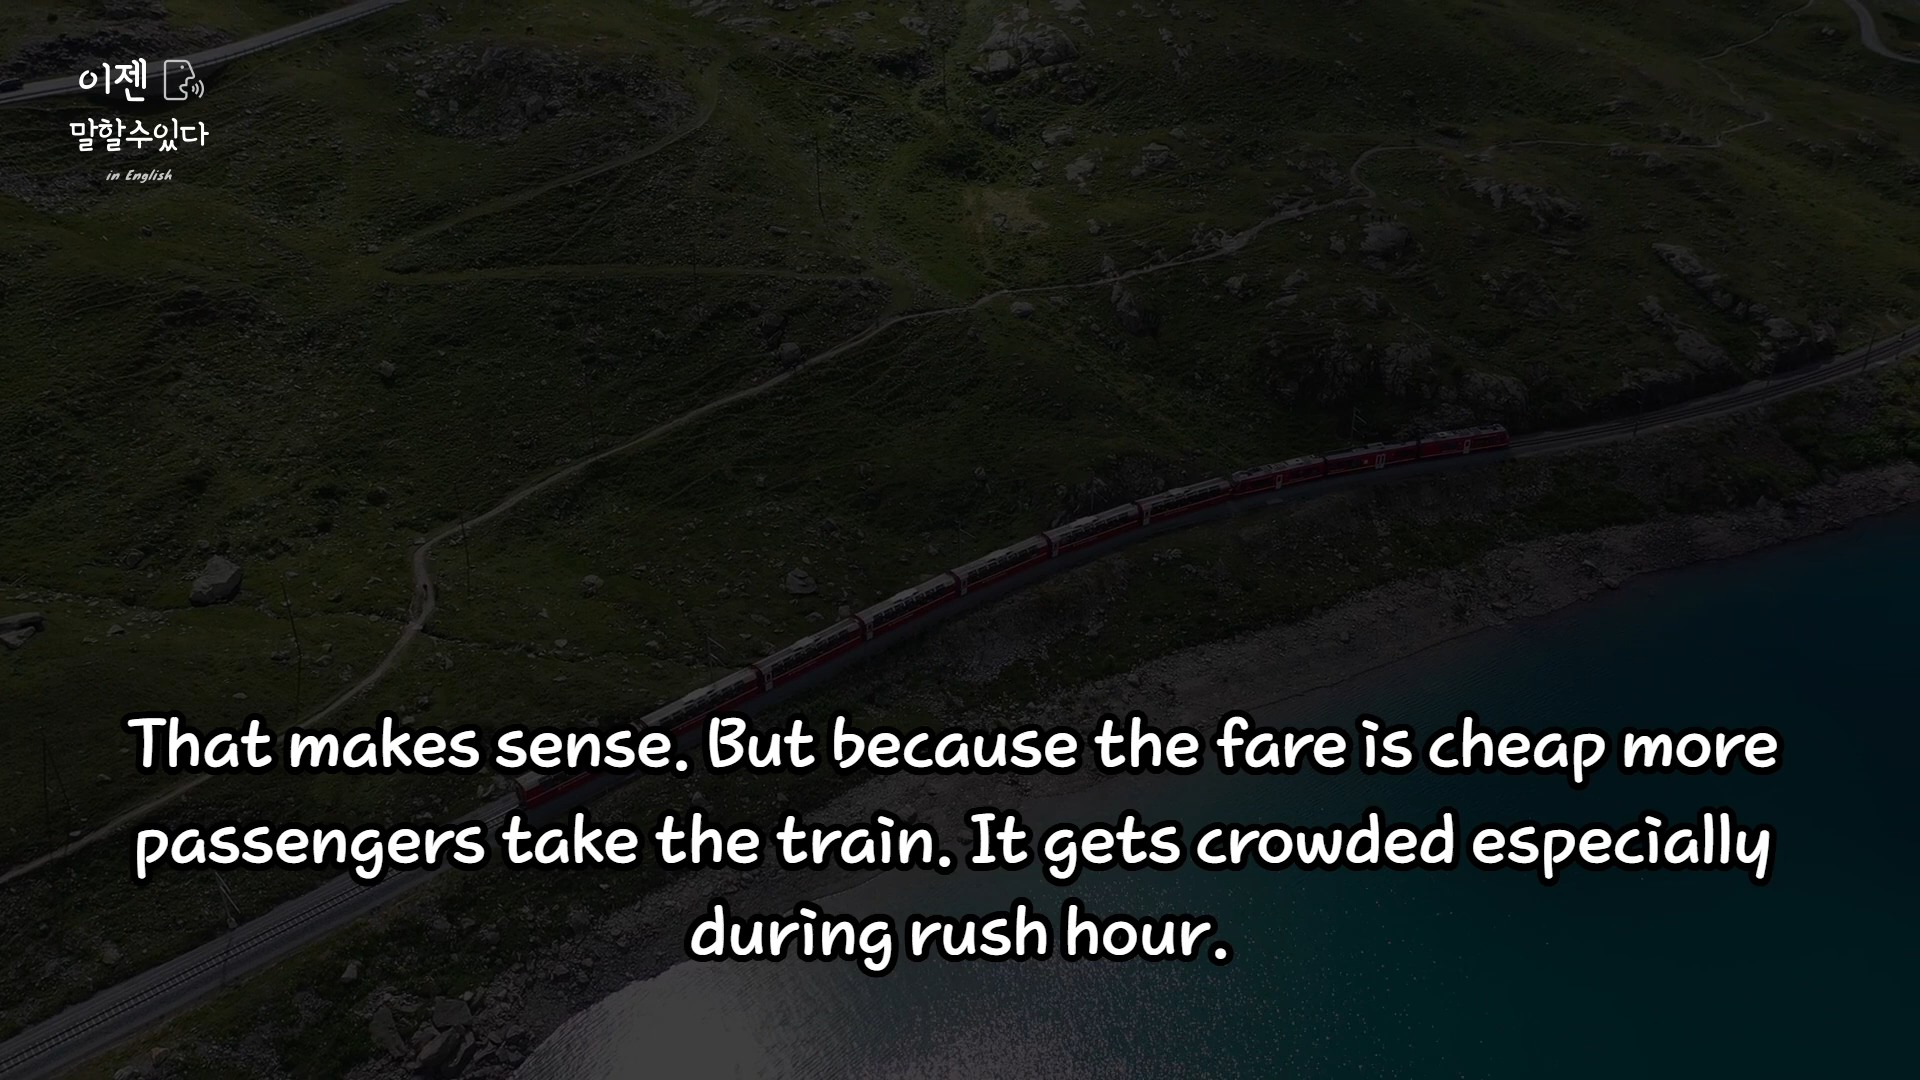 이젠
말할수있다
in English
That makes sense. But because the fare is cheap more
passengers take the train. It gets crowded especially
during rush hour.